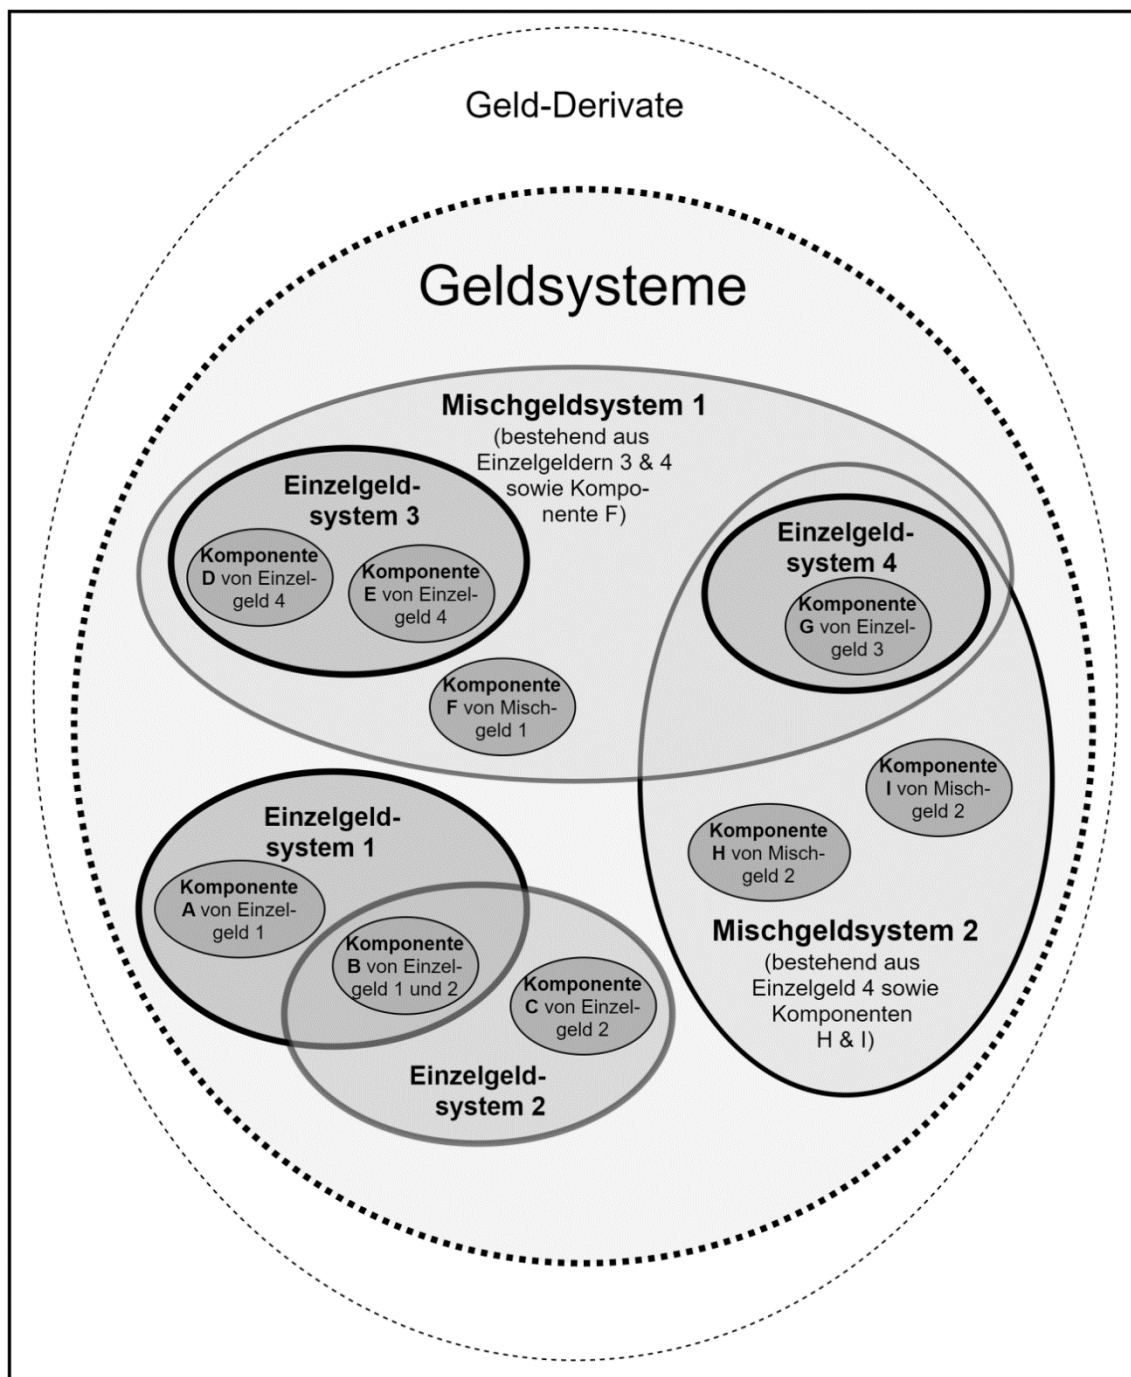 Geld-Derivate
Geldsysteme
Mischgeldsystem 1
(bestehend aus
Einzelgeldern 3 & 4
sowie Kompo-
nente F)
Einzelgeld-
system 3
Komponente
D von Einzel-
geld 4
Komponente
E von Einzel-
geld 4
Einzelgeld-
system 4
Komponente
G von Einzel-
geld 3
Komponente
F von Misch-
geld 1
Komponente
I von Misch-
geld 2
Komponente
H von Misch-
geld 2
Mischgeldsystem 2
(bestehend aus
Einzelgeld 4 sowie
Komponenten
H & I)
Einzelgeld-
system 1
Komponente
A von Einzel-
geld 1
Komponente
B von Einzel-
geld 1 und 2
Komponente
C von Einzel-
geld 2
Einzelgeld-
system 2